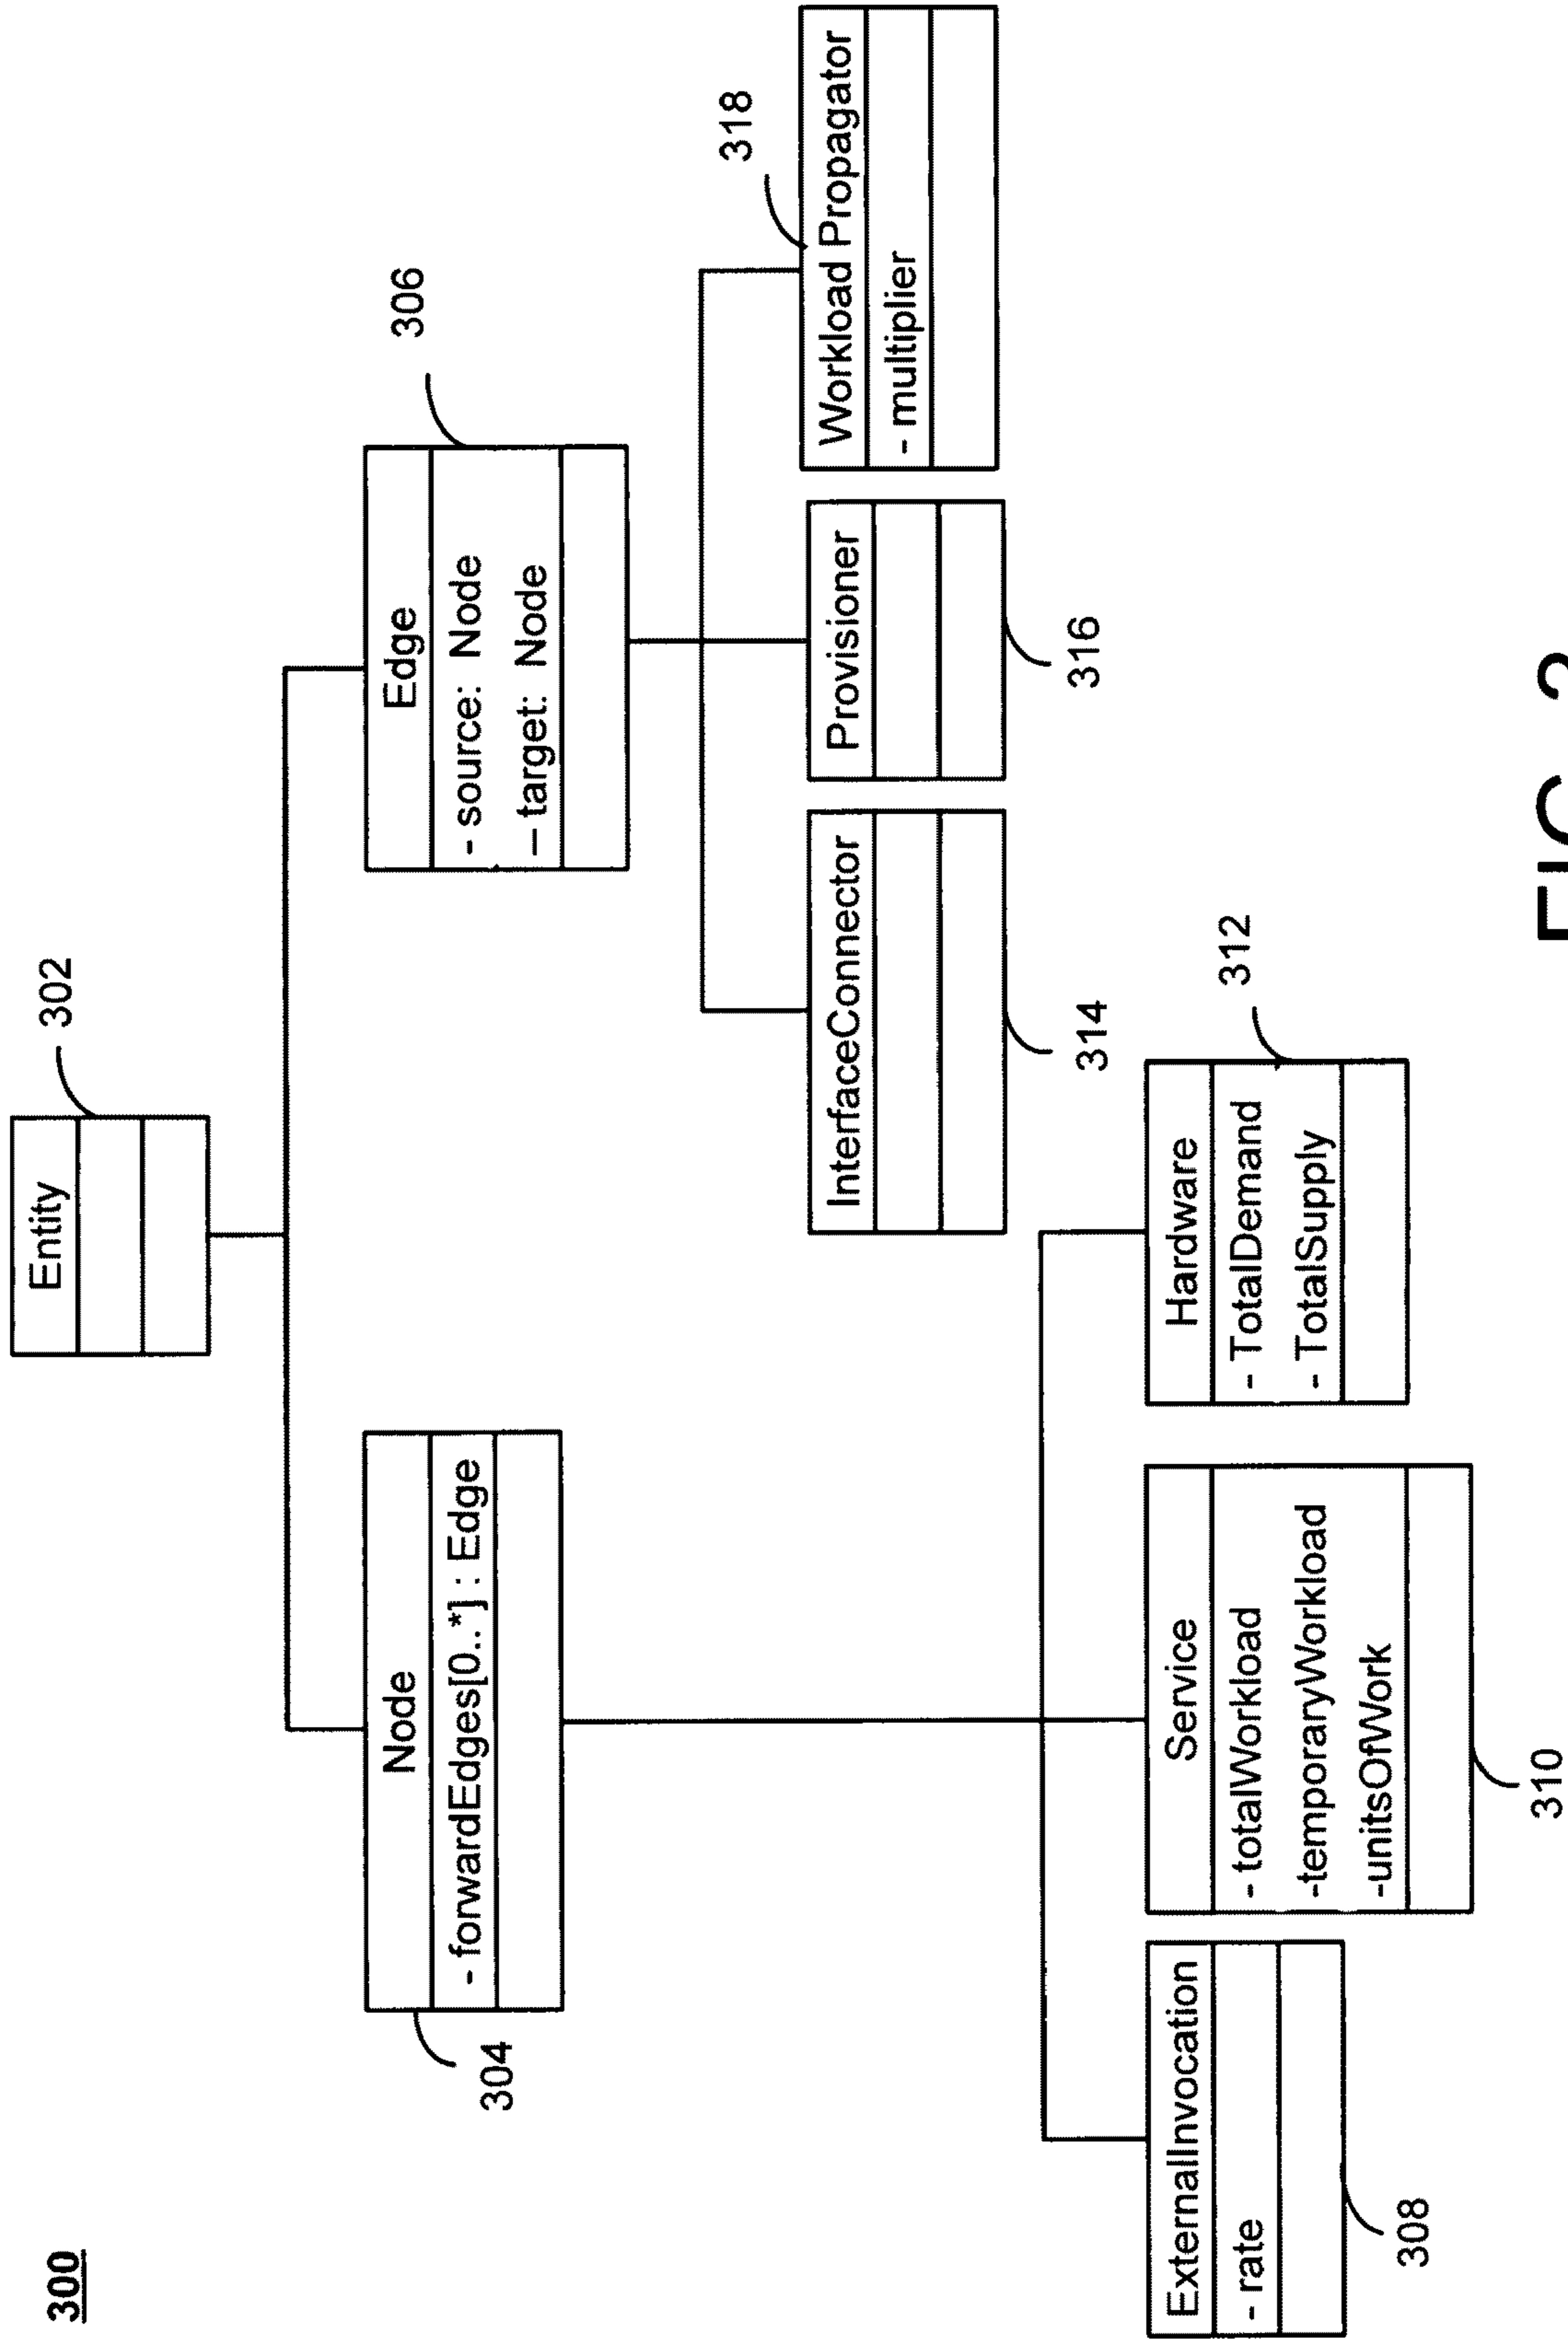 300
Entity
302
Node
- forwardEdges[0..*] : Edge
304
Edge
- source: Node
– target: Node
306
InterfaceConnector
314
Provisioner
316
Workload Propagator
- multiplier
318
ExternalInvocation
- rate
308
Service
- totalWorkload
-temporaryWorkload
-unitsOfWork
310
Hardware
- TotalDemand
- TotalSupply
312